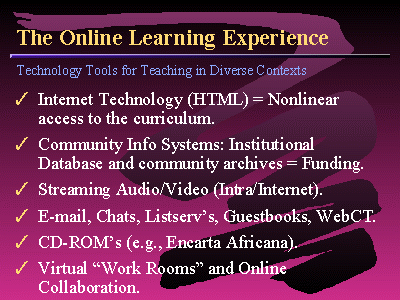 The Online Learning Experience
Technology Tools for Teaching in Diverse Contexts
Internet Technology (HTML) = Nonlinear
access to the curriculum.
Community Info Systems: Institutional
Database and community archives = Funding.
Streaming Audio/Video (Intra/Internet).
E-mail, Chats, Listserv's, Guestbooks, WebCT.
CD-ROM's (e.g., Encarta Africana).
Virtual “Work Rooms” and Online
Collaboration.